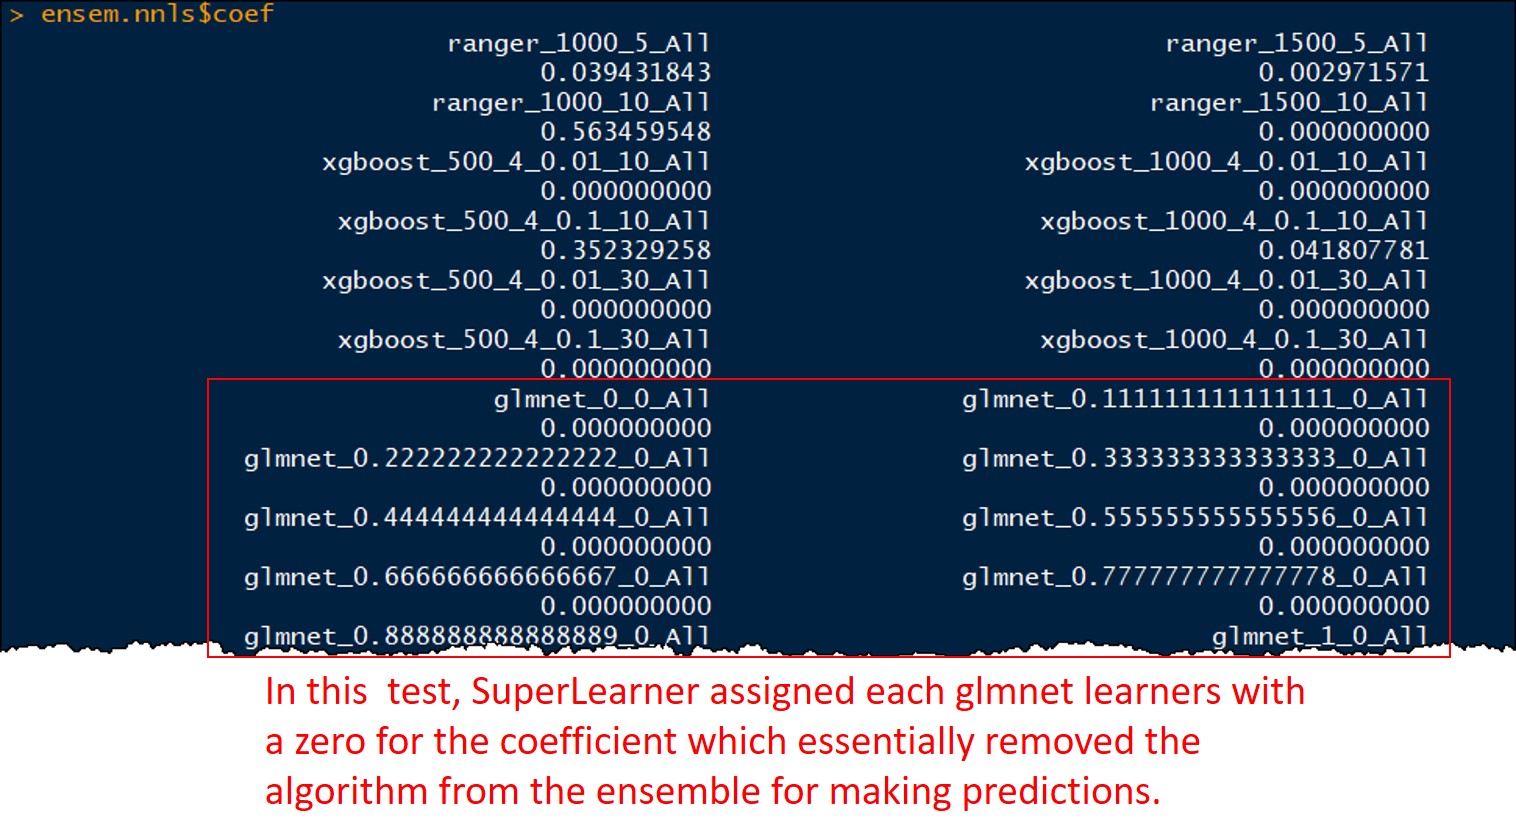 > ensem.nnls$coef
ranger_1000_5_All ranger_1500_5_All
0.039431843 0.002971571
ranger_1000_10_All ranger_1500_10_All
0.563459548 0.000000000
xgboost_500_4_0.01_10_All xgboost_1000_4_0.01_10_All
0.000000000 0.000000000
xgboost_500_4_0.1_10_All xgboost_1000_4_0.1_10_All
0.352329258 0.041807781
xgboost_500_4_0.01_30_All xgboost_1000_4_0.01_30_All
0.000000000 0.000000000
xgboost_500_4_0.1_30_All xgboost_1000_4_0.1_30_All
0.000000000 0.000000000
glmnet_0_0_All glmnet_0.111111111111111_0_All
0.000000000 0.000000000
glmnet_0.222222222222222_0_All glmnet_0.333333333333333_0_All
0.000000000 0.000000000
glmnet_0.444444444444444_0_All glmnet_0.555555555555556_0_All
0.000000000 0.000000000
glmnet_0.666666666666667_0_All glmnet_0.777777777777778_0_All
0.000000000 0.000000000
glmnet_0.888888888888889_0_All glmnet_1_0_All
In this test, SuperLearner assigned each glmnet learners with
a zero for the coefficient which essentially removed the
algorithm from the ensemble for making predictions.